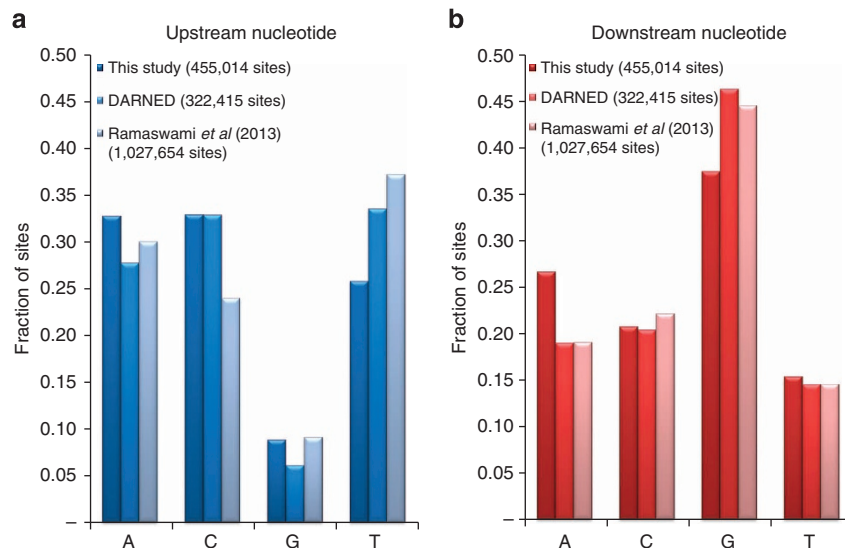 a
Upstream nucleotide
0.50
0.45
0.40
0.35
0.30
0.25
0.20
0.15
0.10
0.05
–
Fraction of sites
This study (455,014 sites)
DARNED (322,415 sites)
Ramaswami et al (2013)
(1,027,654 sites)
A C G T
b
Downstream nucleotide
0.50
0.45
0.40
0.35
0.30
0.25
0.20
0.15
0.10
0.05
–
Fraction of sites
This study (455,014 sites)
DARNED (322,415 sites)
Ramaswami et al (2013)
(1,027,654 sites)
A C G T